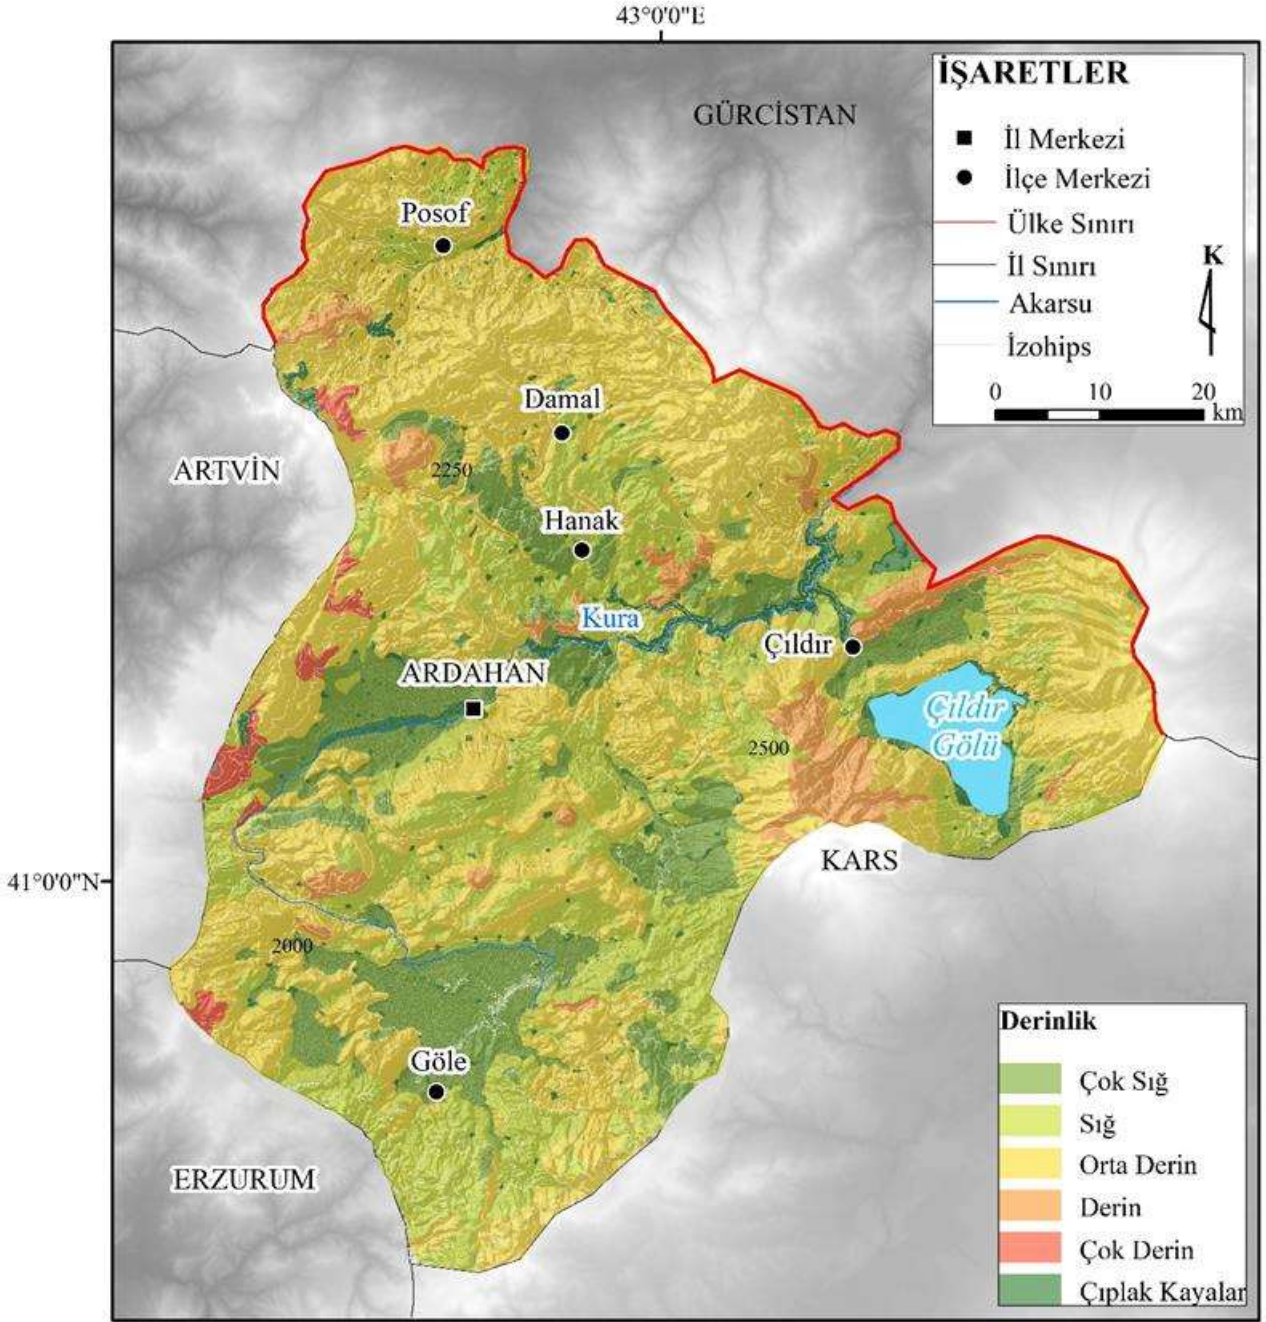 43°0'0"E
İŞARETLER
İl Merkezi
İlçe Merkezi
Ülke Sınırı
İl Sınırı
Akarsu
İzohips
K
0 10 20
km
GÜRCİSTAN
Posof
Damal
ARTVİN
2250
Hanak
Kura
Çıldır
ARDAHAN
Çıldır
Gölü
2500
KARS
41°0'0"N
2000
Göle
ERZURUM
Derinlik
Çok Sığ
Sığ
Orta Derin
Derin
Çok Derin
Çıplak Kayalar